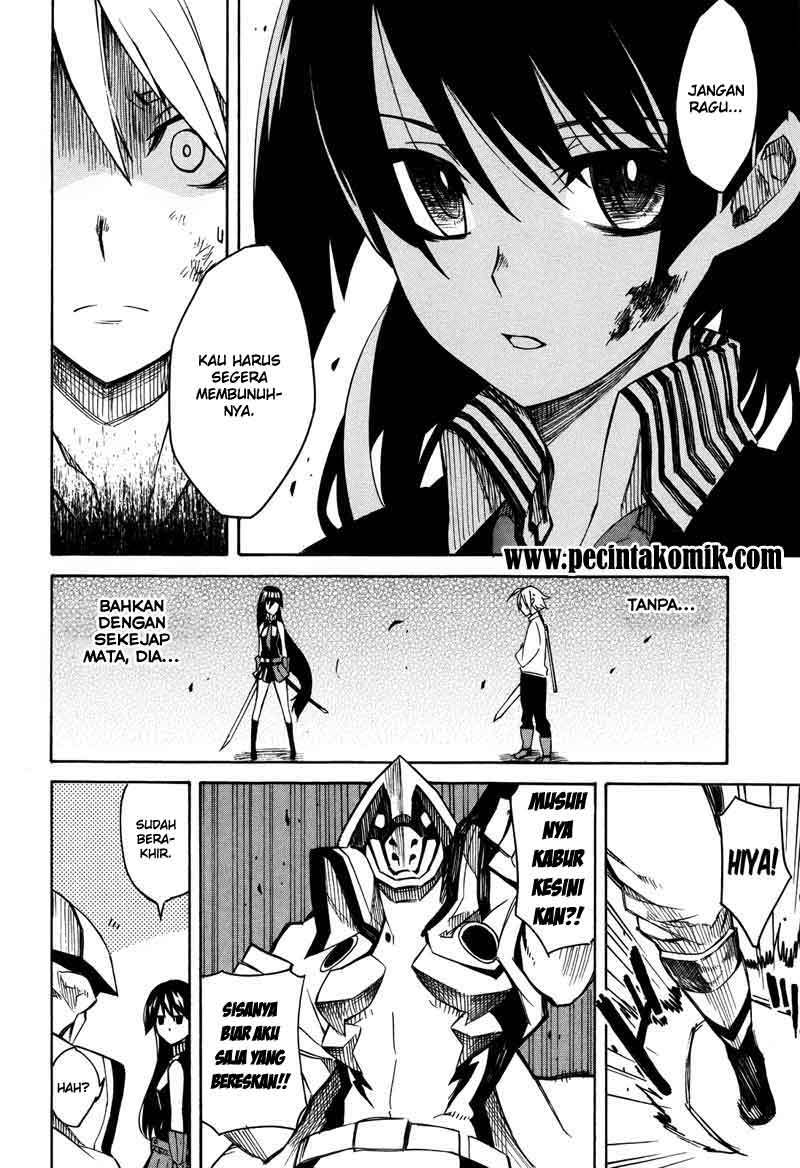 JANGAN
RAGU...
KAU HARUS
SEGERA
MEMBUNUH-
NYA.
www.pecintakomik.com
TANPA...
BAHKAN
DENGAN
SEKEJAP
MATA, DIA...
HIYA!
MUSUH
NYA
KABUR
KESINI
KAN?!
SISANYA
BIAR AKU
SAJA YANG
BERESKAN!!
SUDAH
BERA-
KHIR.
HAH?